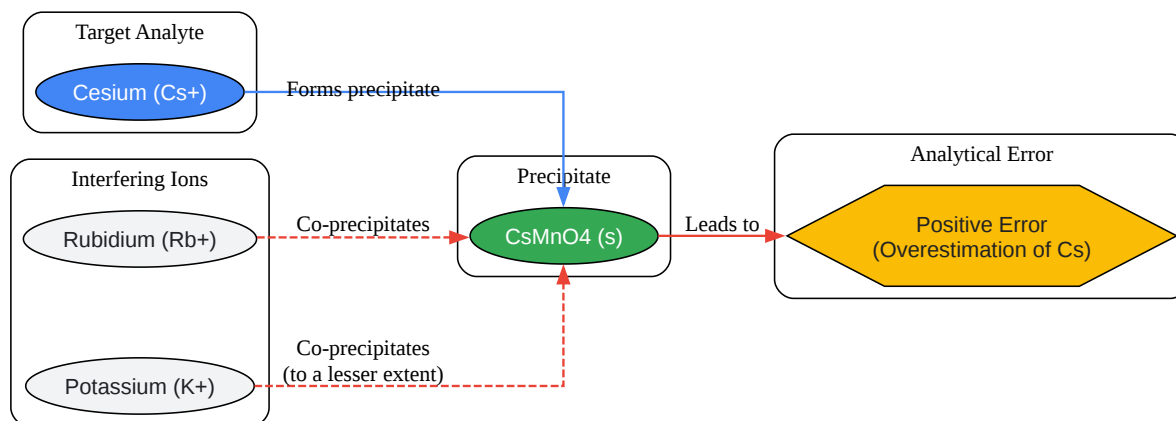 Target Analyte
Cesium (Cs+)
Forms precipitate
Interfering Ions
Rubidium (Rb+)
Co-precipitates
Potassium (K+)
Co-precipitates
(to a lesser extent)
Precipitate
CsMnO4 (s)
Leads to
Analytical Error
Positive Error
(Overestimation of Cs)